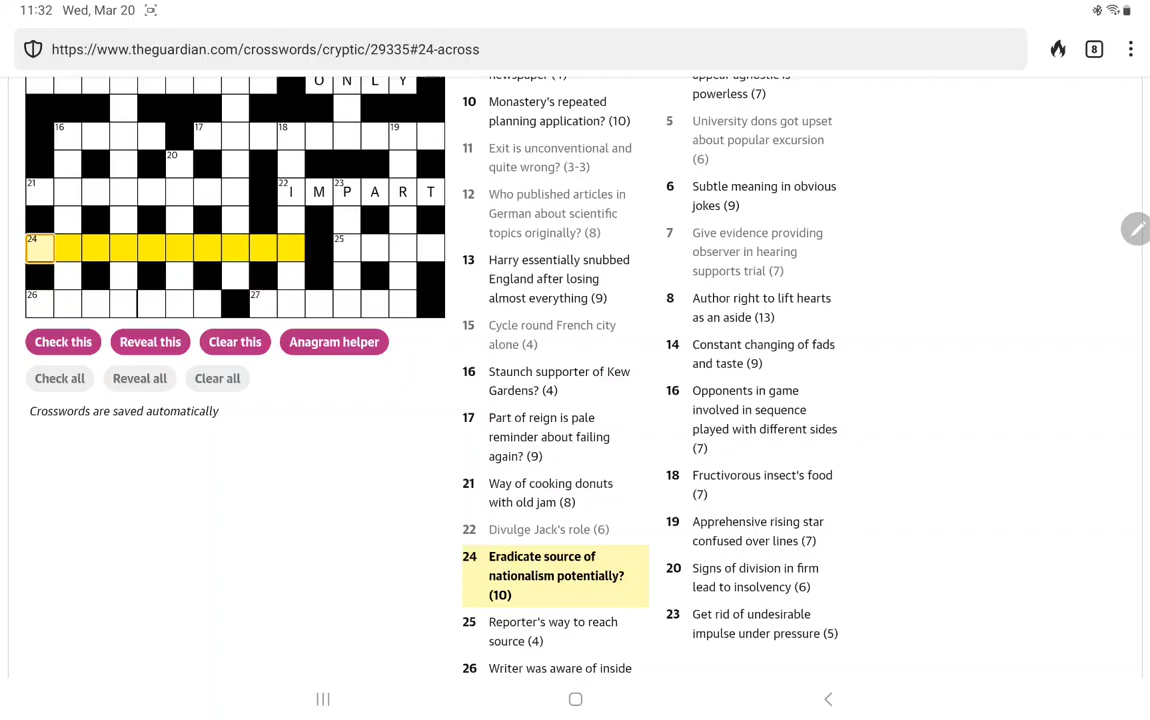 11:32 Wed, Mar 20
https://www.theguardian.com/crosswords/cryptic/29335#24-across
8
O N L Y
16 17 18 19
20
21 22 I M 23 P A R T
24 25
26 27
Check this Reveal this Clear this Anagram helper
Check all Reveal all Clear all
Crosswords are saved automatically
newspaper (4)
10 Monastery's repeated
planning application? (10)
11 Exit is unconventional and
quite wrong? (3-3)
12 Who published articles in
German about scientific
topics originally? (8)
13 Harry essentially snubbed
England after losing
almost everything (9)
15 Cycle round French city
alone (4)
16 Staunch supporter of Kew
Gardens? (4)
17 Part of reign is pale
reminder about failing
again? (9)
21 Way of cooking donuts
with old jam (8)
22 Divulge Jack's role (6)
24 Eradicate source of
nationalism potentially?
(10)
25 Reporter's way to reach
source (4)
26 Writer was aware of inside
appear agnostic is
powerless (7)
5 University dons got upset
about popular excursion
(6)
6 Subtle meaning in obvious
jokes (9)
7 Give evidence providing
observer in hearing
supports trial (7)
8 Author right to lift hearts
as an aside (13)
14 Constant changing of fads
and taste (9)
16 Opponents in game
involved in sequence
played with different sides
(7)
18 Fructivorous insect's food
(7)
19 Apprehensive rising star
confused over lines (7)
20 Signs of division in firm
lead to insolvency (6)
23 Get rid of undesirable
impulse under pressure (5)